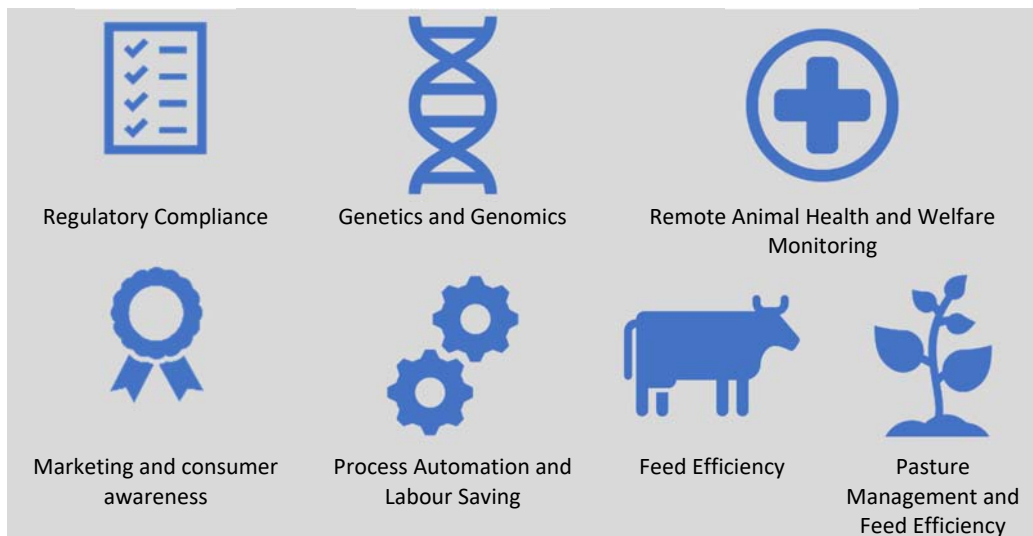 Regulatory Compliance
Genetics and Genomics
Remote Animal Health and Welfare
Monitoring
Marketing and consumer
awareness
Process Automation and
Labour Saving
Feed Efficiency
Pasture
Management and
Feed Efficiency